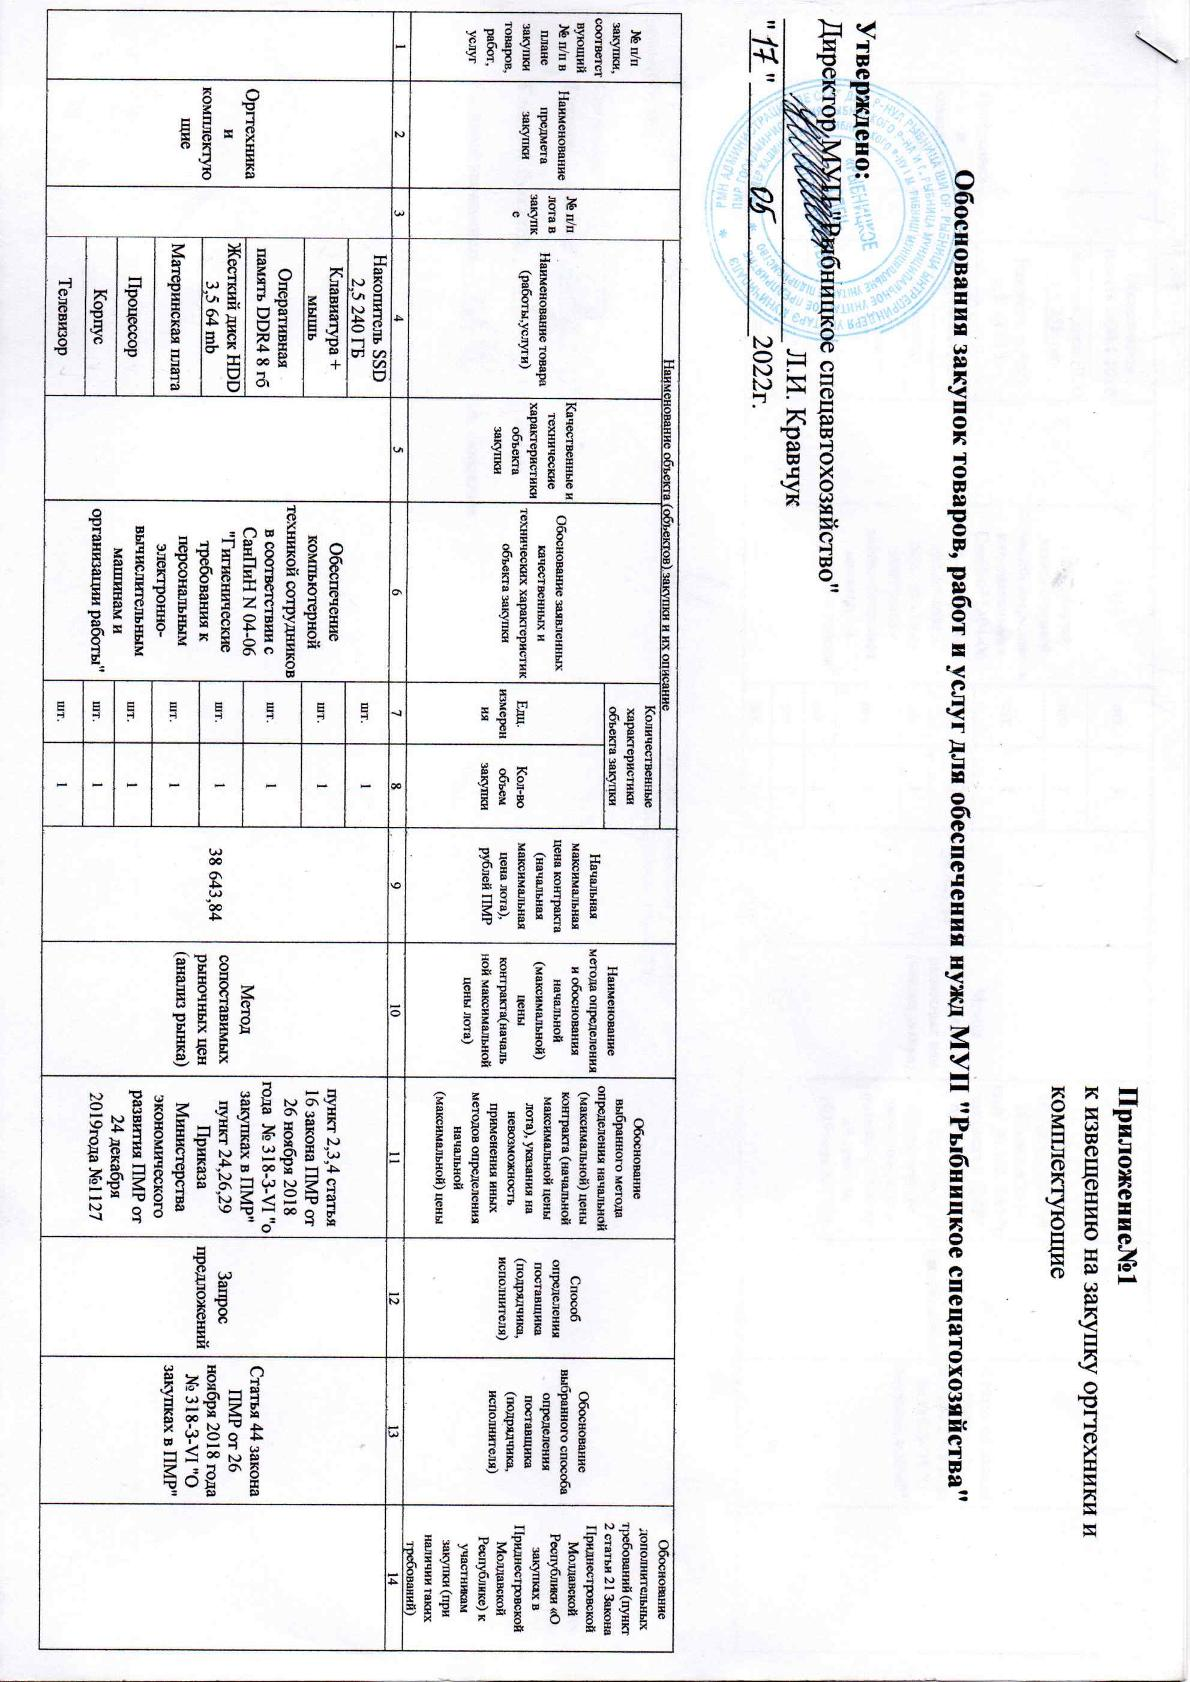 Приложение№1
к извещению на закупку оргтехники и
комплектующие
Обоснования закупок товаров, работ и услуг для обеспечения нужд МУП "Рыбницкое спецатохозяйства"
Утверждено:
Директор МУП "Рыбницкое спецавтохозяйство"
Л.И. Кравчук
"17" 05 2022г.
№ п/п
закупки,
соответст
вующий
№ п/п в
плане
закупки
товаров,
работ,
услуг
Наименование
предмета
закупки
№ п/п
лота в
закупк
е
Наименование объекта (объектов) закупки и их описание
Наименование товара
(работы,услуги)
Качественные и
технические
характеристики
объекта
закупки
Обоснование заявленных
качественных и
технических характеристик
объекта закупки
Количественные
характеристики
объекта закупки
Едц.
измерен
ия
Кол-во
объем
закупки
Начальная
максимальная
цена контракта
(начальная
максимальная
цена лота),
рублей ПМР
Наименование
метода определения
и обоснования
начальной
(максимальной)
цены
контракта(началь
ной максимальной
цены лота)
Обоснование
выбранного метода
определения начальной
(максимальной) цены
контракта (начальной
максимальной цены
лота), указания на
невозможность
применения иных
методов определения
начальной
(максимальной) цены
Способ
определения
поставщика
(подрядчика,
исполнителя)
Обоснование
выбранного способа
определения
поставщика
(подрядчика,
исполнителя)
Обоснование
дополнительных
требований (пункт
2 статьи 21 Закона
Приднестровской
Молдавской
Республики «О
закупках в
Приднестровской
Молдавской
Республике) к
участникам
закупки (при
наличии таких
требований)
1 2 3 4 5 6 7 8 9 10 11 12 13 14
Оргтехника
и
комплектую
щие
Накопитель SSD
2,5 240 ГБ
шт. 1
Клавиатура +
мышь
шт. 1
Оперативная
память DDR4 8 гб
шт. 1
Жесткий диск HDD
3,5 64 mb
шт. 1
Материнская плата
шт. 1
Процессор
шт. 1
Корпус
шт. 1
Телевизор
шт. 1
Обеспечение
компьютерной
техникой сотрудников
в соответствии с
СанПиН N 04-06
"Гигиенические
требования к
персональным
электронно-
вычислительным
машинам и
организации работы"
38 643,84
Метод
сопоставимых
рыночных цен
(анализ рынка)
пункт 2,3,4 статья
16 закона ПМР от
26 ноября 2018
года № 318-З-VI "о
закупках в ПМР"
пункт 24,26,29
Приказа
Министерства
экономического
развития ПМР от
24 декабря
2019года №1127
Запрос
предложений
Статья 44 закона
ПМР от 26
ноября 2018 года
№ 318-З-VI "О
закупках в ПМР"